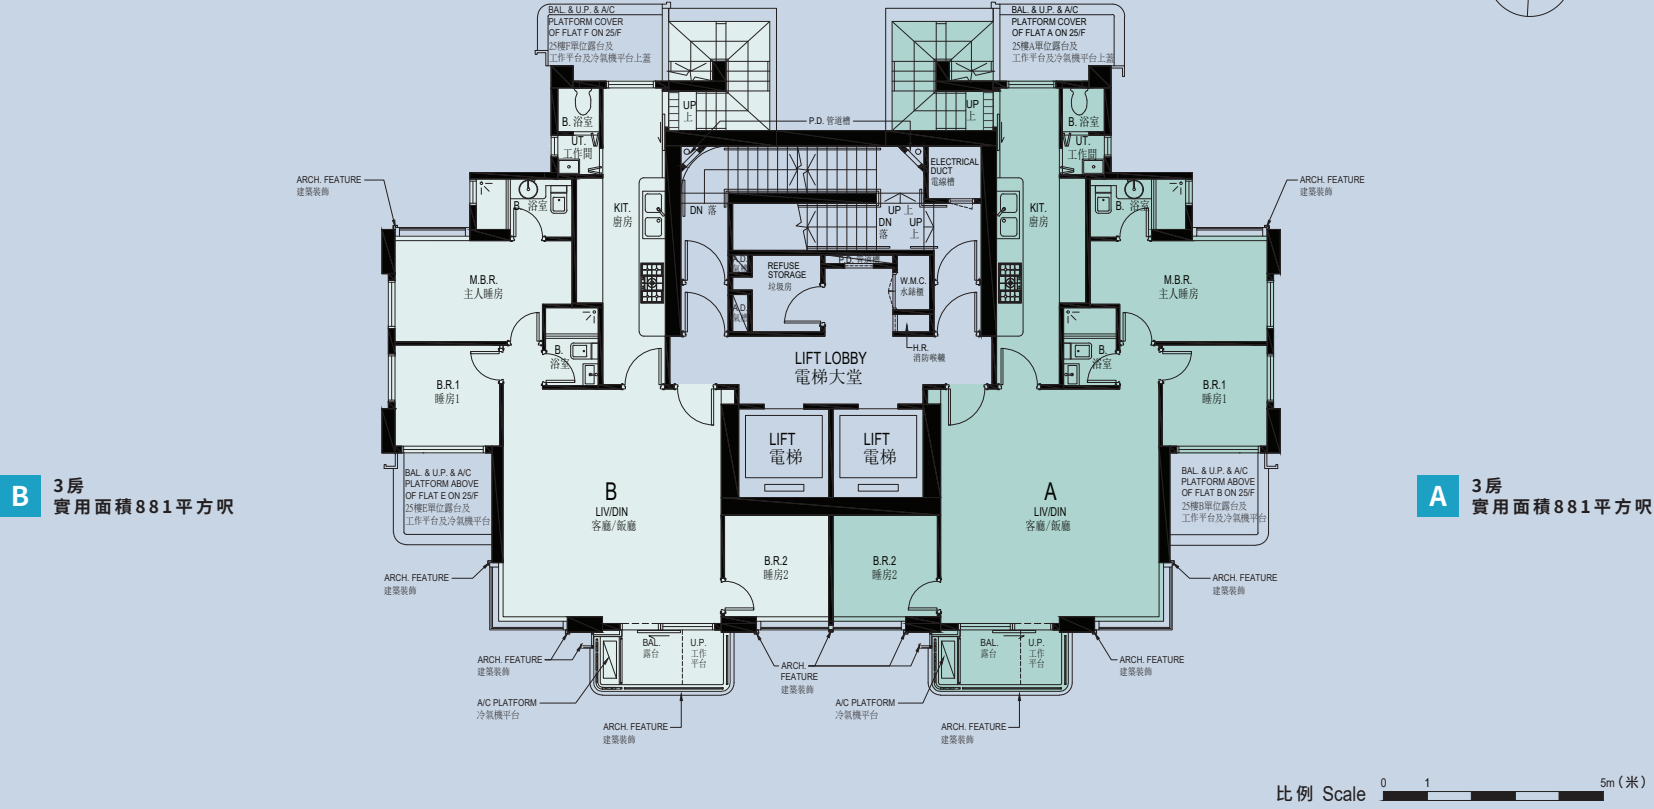 BAL. & U.P. & A/C
PLATFORM COVER
OF FLAT F ON 25/F
25樓F單位露台及
工作平台及冷氣機平台上蓋
BAL. & U.P. & A/C
PLATFORM COVER
OF FLAT A ON 25/F
25樓A單位露台及
工作平台及冷氣機平台上蓋
UP
上
UP
上
B. 浴室
B. 浴室
P.D. 管道槽
UT.
工作間
UT.
工作間
ELECTRICAL
DUCT
電線槽
ARCH. FEATURE
建築裝飾
ARCH. FEATURE
建築裝飾
B. 浴室
B. 浴室
KIT.
廚房
KIT.
廚房
DN 落
UP 上
DN
落
UP
上
M.B.R.
主人睡房
M.B.R.
主人睡房
A.D.
REFUSE
STORAGE
垃圾房
P.D. 管道槽
W.M.C.
水錶櫃
A.D.
H.R.
消防喉轆
B.
浴室
B.
浴室
LIFT LOBBY
電梯大堂
B.R.1
睡房1
B.R.1
睡房1
LIFT
電梯
LIFT
電梯
B
3房
實用面積881平方呎
A
3房
實用面積881平方呎
BAL. & U.P. & A/C
PLATFORM ABOVE
OF FLAT E ON 25/F
25樓E單位露台及
工作平台及冷氣機平台
BAL. & U.P. & A/C
PLATFORM ABOVE
OF FLAT B ON 25/F
25樓B單位露台及
工作平台及冷氣機平台
B
LIV/DIN
客廳/飯廳
A
LIV/DIN
客廳/飯廳
B.R.2
睡房2
B.R.2
睡房2
ARCH. FEATURE
建築裝飾
ARCH. FEATURE
建築裝飾
BAL.
露台
U.P.
工作
平台
BAL.
露台
U.P.
工作
平台
ARCH. FEATURE
建築裝飾
ARCH.
FEATURE
建築裝飾
ARCH. FEATURE
建築裝飾
A/C PLATFORM
冷氣機平台
A/C PLATFORM
冷氣機平台
ARCH. FEATURE
建築裝飾
ARCH. FEATURE
建築裝飾
比例 Scale
0 1 5m (米)